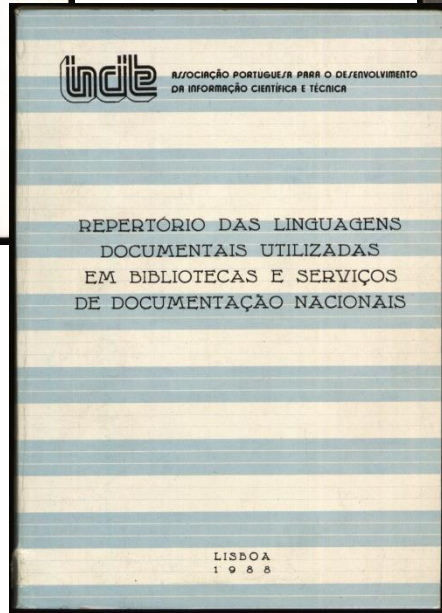 incite
ASSOCIAÇÃO PORTUGUESA PARA O DESENVOLVIMENTO
DA INFORMAÇÃO CIENTÍFICA E TÉCNICA
REPERTÓRIO DAS LINGUAGENS
DOCUMENTAIS UTILIZADAS
EM BIBLIOTECAS E SERVIÇOS
DE DOCUMENTAÇÃO NACIONAIS
LISBOA
1988